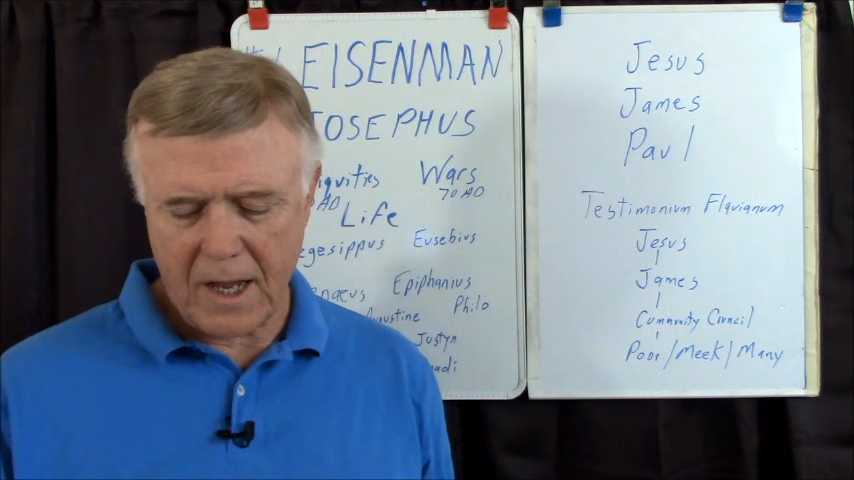 EISENMAN
JOSEPHUS
Wars
70 AD
AD
Life
Eusebius
Epiphanius
Philo
Justyn
Jesus
James
Paul
Testimonium Flavianum
Jesus
James
Community Council
Poor/Meek/Many